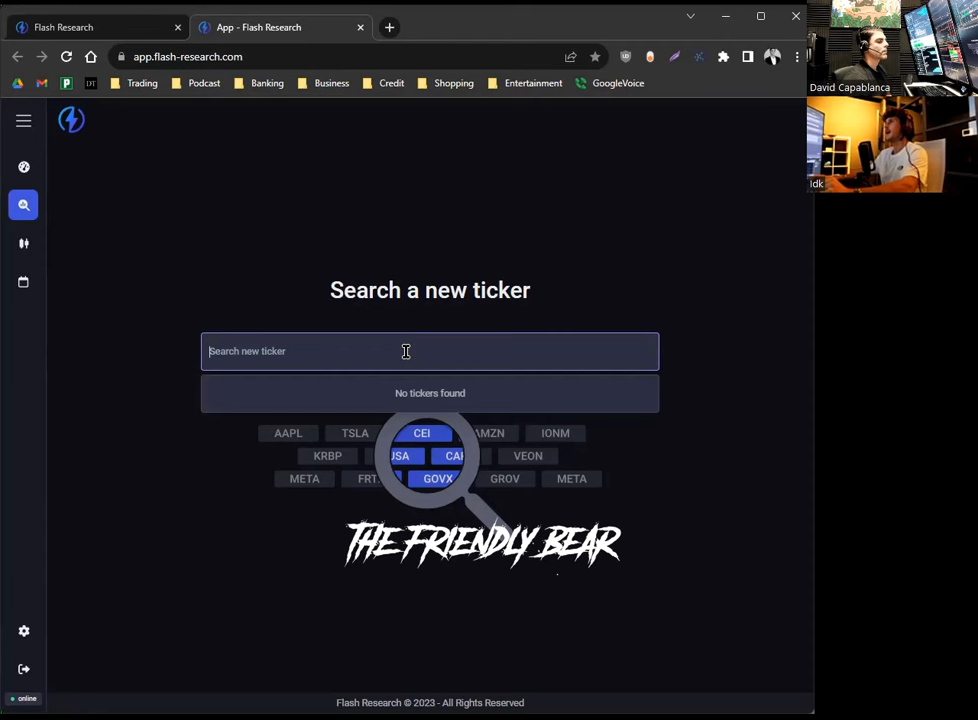 Flash Research
App - Flash Research
app.flash-research.com
Trading
Podcast
Banking
Business
Credit
Shopping
Entertainment
GoogleVoice
David Capablanca
Idk
Search a new ticker
Search new ticker
No tickers found
AAPL TSLA CEI AMZN IONM
KRBP USA CAR VEON
META FRT GOVX GROV META
THE FRIENDLY BEAR
online
Flash Research © 2023 - All Rights Reserved